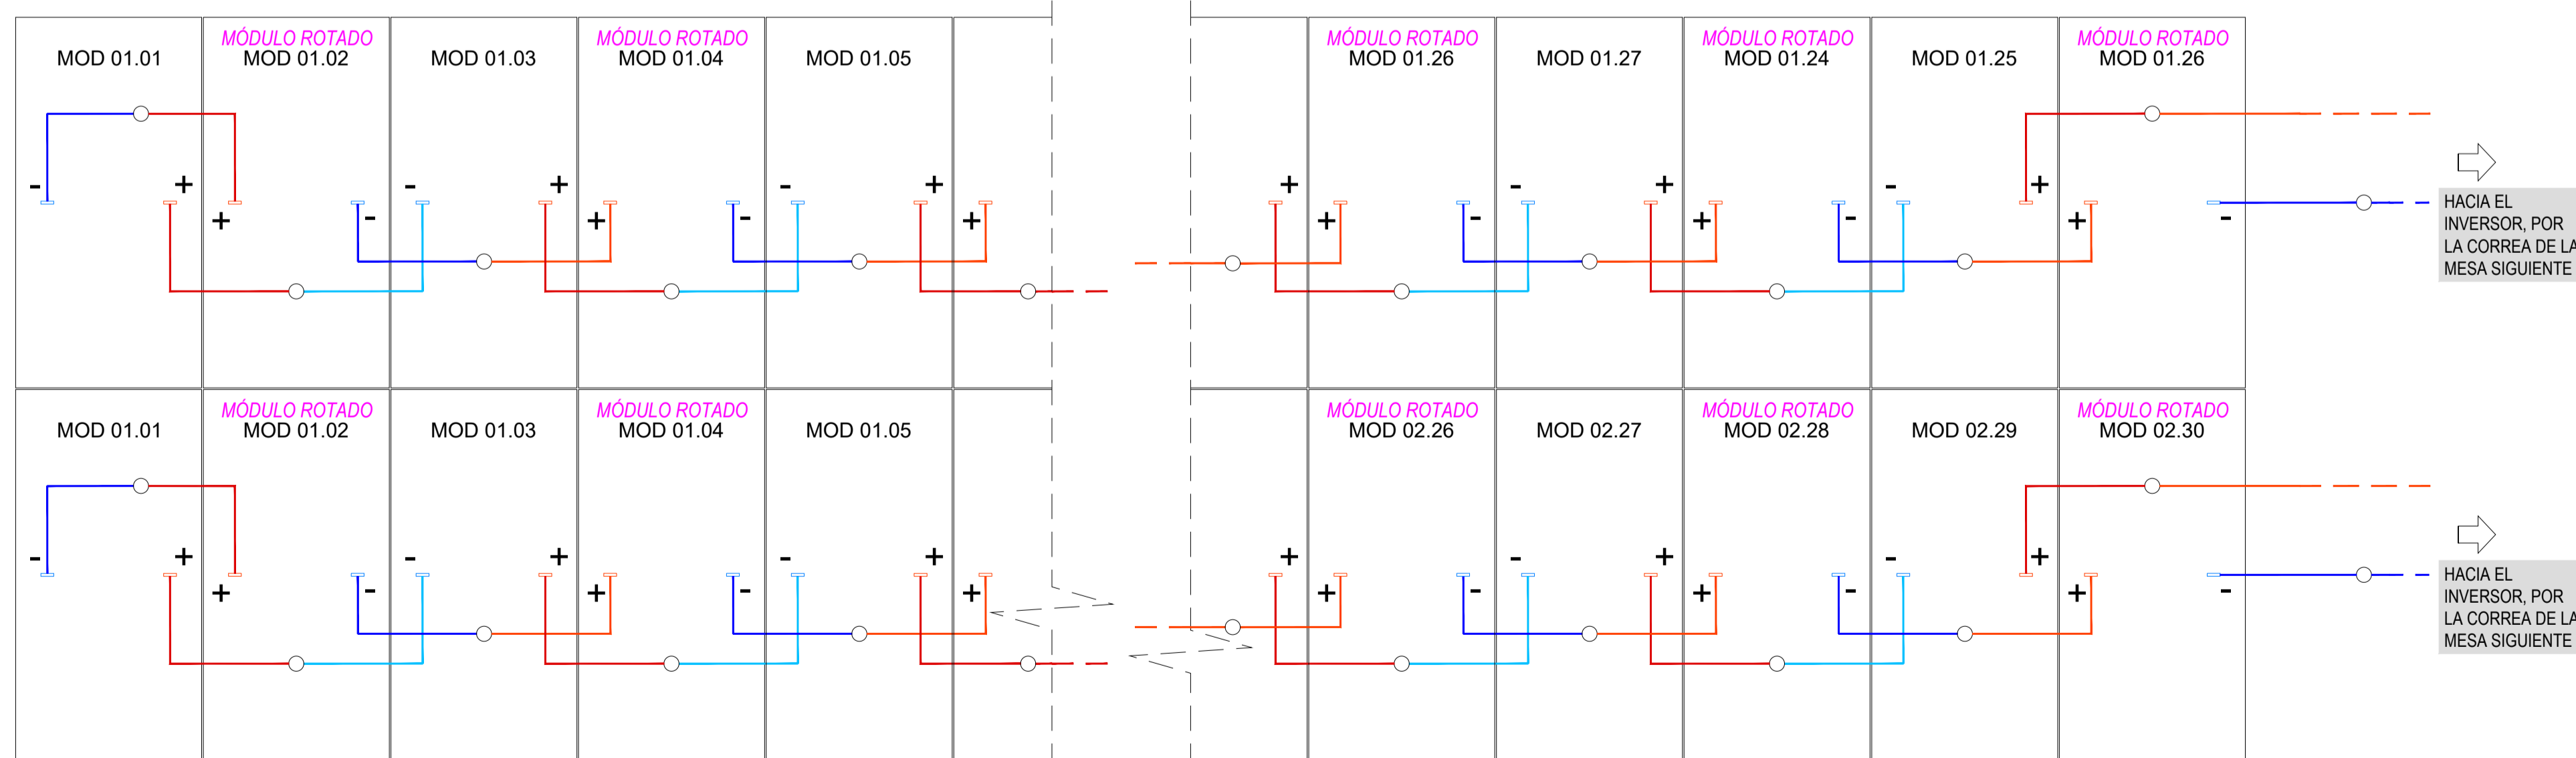 MÓDULO ROTADO
MÓDULO ROTADO
MÓDULO ROTADO
MÓDULO ROTADO
MÓDULO ROTADO
MOD 01.01
MOD 01.02
MOD 01.03
MOD 01.04
MOD 01.05
MOD 01.26
MOD 01.27
MOD 01.24
MOD 01.25
MOD 01.26
- + + - - + + - - + + + + - - + + - - + + -
HACIA EL
INVERSOR, POR
LA CORREA DE LA
MESA SIGUIENTE
MÓDULO ROTADO
MÓDULO ROTADO
MÓDULO ROTADO
MÓDULO ROTADO
MÓDULO ROTADO
MOD 01.01
MOD 01.02
MOD 01.03
MOD 01.04
MOD 01.05
MOD 02.26
MOD 02.27
MOD 02.28
MOD 02.29
MOD 02.30
- + + - - + + - - + + + + - - + + - - + + -
HACIA EL
INVERSOR, POR
LA CORREA DE LA
MESA SIGUIENTE